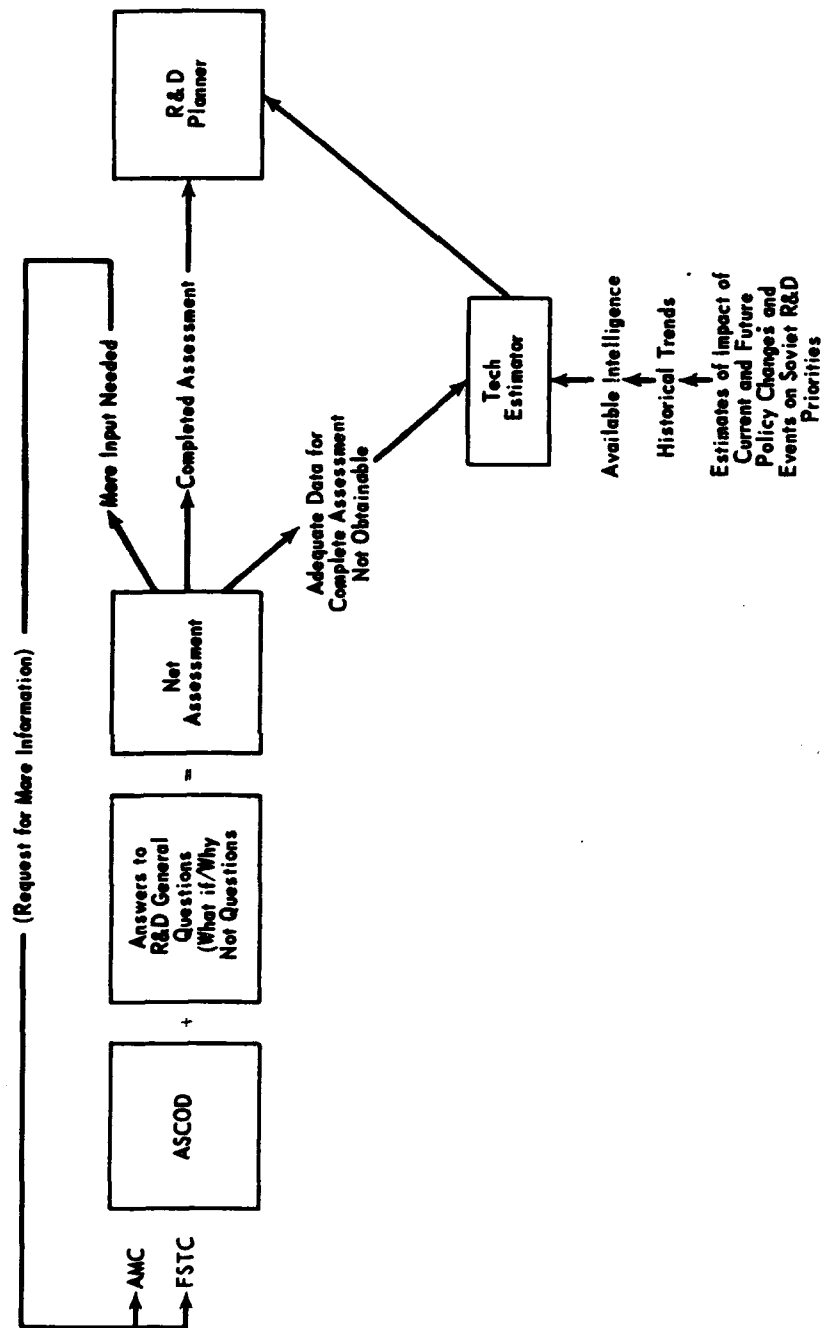 (Request for More Information)
AMC
FSTC
ASCOD
+
Answers to
R&D General
Questions
(What if/Why
Not Questions
=
Net
Assessment
More Input Needed
Completed Assessment
Adequate Data for
Complete Assessment
Not Obtainable
R&D
Planner
Tech
Estimator
Available Intelligence
Historical Trends
Estimates of Impact of
Current and Future
Policy Changes and
Events on Soviet R&D
Priorities